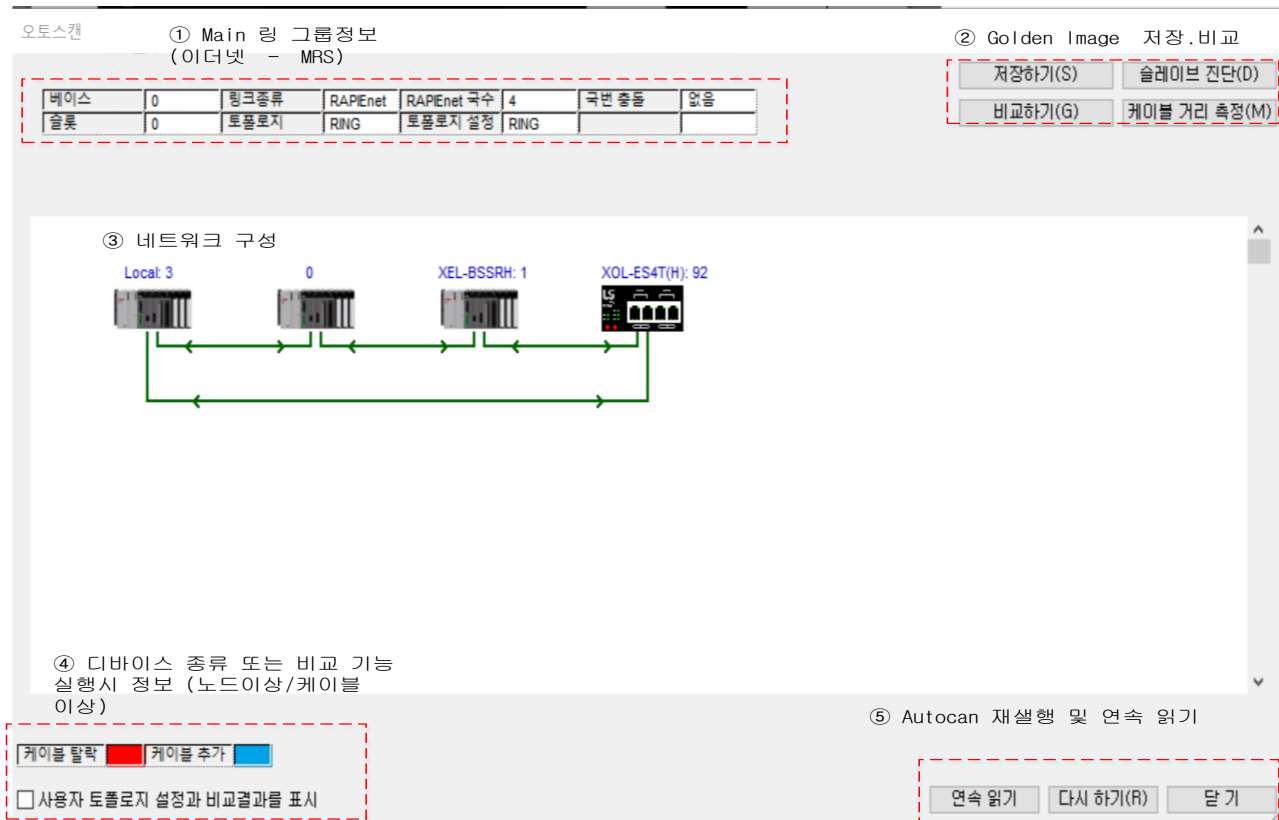 오토스캔
① Main 링 그룹정보
(이더넷 - MRS)
② Golden Image 저장.비교
저장하기(S) 슬레이브 진단(D)
비교하기(G) 케이블 거리 측정(M)
베이스 0 링크종류 RAPIEnet RAPIEnet 국수 4 국번 충돌 없음
슬롯 0 토폴로지 RING 토폴로지 설정 RING
③ 네트워크 구성
Local: 3 0 XEL-BSSRH: 1 XOL-ES4T(H): 92
LS
④ 디바이스 종류 또는 비교 기능
실행시 정보 (노드이상/케이블
이상)
⑤ Autocan 재샐행 및 연속 읽기
케이블 탈락 케이블 추가
사용자 토폴로지 설정과 비교결과를 표시
연속 읽기 다시 하기(R) 닫 기